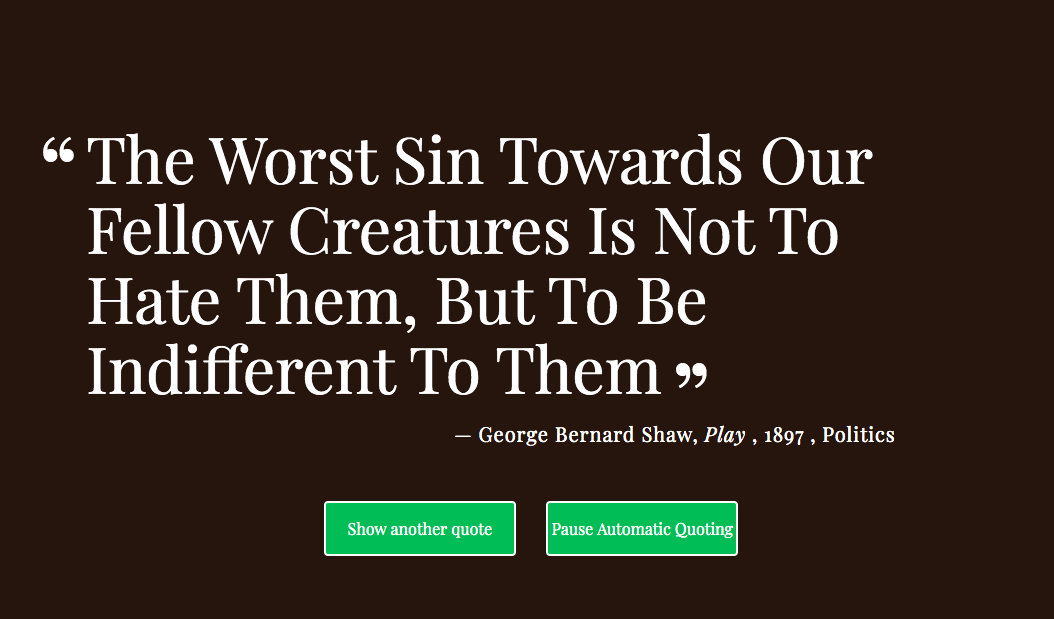 “ The Worst Sin Towards Our
Fellow Creatures Is Not To
Hate Them, But To Be
Indifferent To Them ”
— George Bernard Shaw, Play , 1897 , Politics
Show another quote
Pause Automatic Quoting